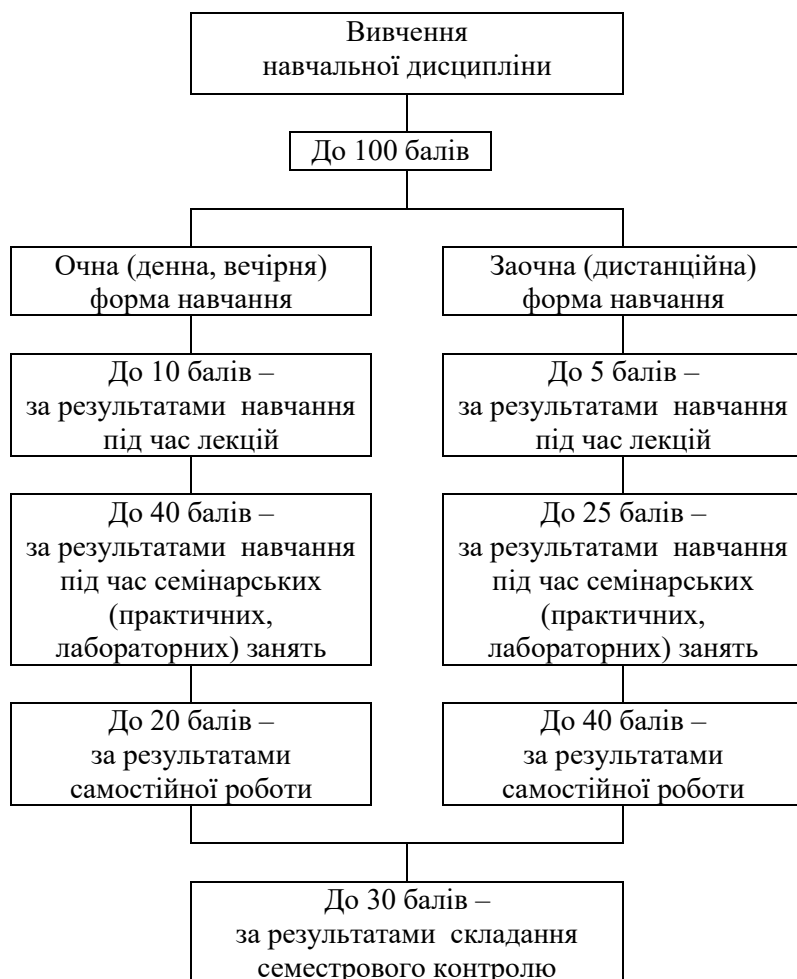 Вивчення
навчальної дисципліни
До 100 балів
Очна (денна, вечірня)
форма навчання
До 10 балів –
за результатами навчання
під час лекцій
До 40 балів –
за результатами навчання
під час семінарських
(практичних,
лабораторних) занять
До 20 балів –
за результатами
самостійної роботи
Заочна (дистанційна)
форма навчання
До 5 балів –
за результатами навчання
під час лекцій
До 25 балів –
за результатами навчання
під час семінарських
(практичних,
лабораторних) занять
До 40 балів –
за результатами
самостійної роботи
До 30 балів –
за результатами складання
семестрового контролю